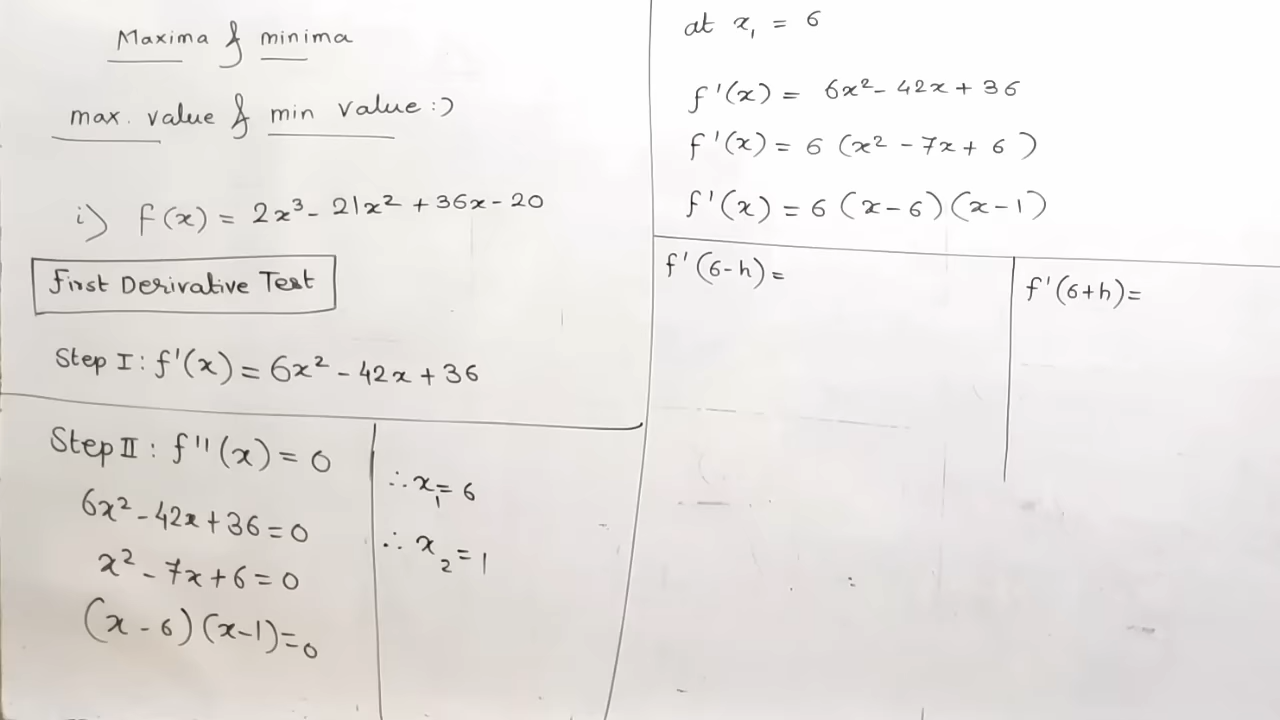 Maxima & minima
max. value & min value :)
i) f(x) = 2x³ - 21x² + 36x - 20
First Derivative Test
Step I : f'(x) = 6x² - 42x + 36
Step II : f''(x) = 0
6x² - 42x + 36 = 0
x² - 7x + 6 = 0
(x - 6) (x - 1) = 0
∴ x₁ = 6
∴ x₂ = 1
at x₁ = 6
f'(x) = 6x² - 42x + 36
f'(x) = 6 (x² - 7x + 6 )
f'(x) = 6 (x - 6) (x - 1)
f'(6-h) =
f'(6+h) =